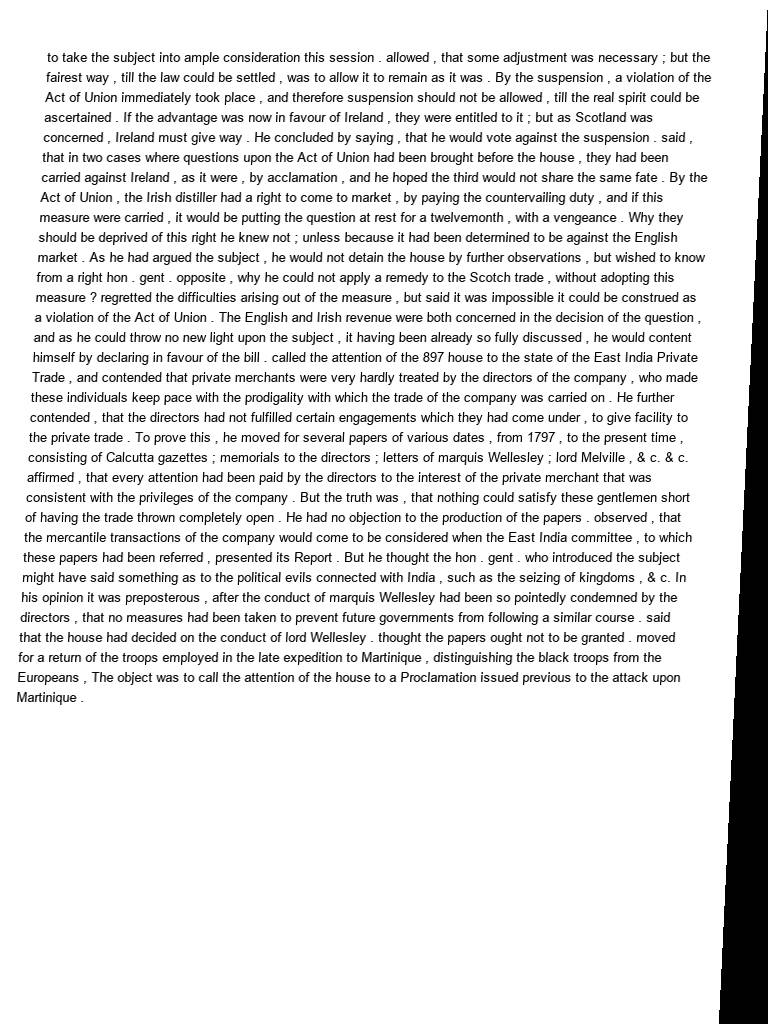 to take the subject into ample consideration this session . allowed , that some adjustment was necessary ; but the
fairest way , till the law could be settled , was to allow it to remain as it was . By the suspension , a violation of the
Act of Union immediately took place , and therefore suspension should not be allowed , till the real spirit could be
ascertained . If the advantage was now in favour of Ireland , they were entitled to it ; but as Scotland was
concerned , Ireland must give way . He concluded by saying , that he would vote against the suspension . said ,
that in two cases where questions upon the Act of Union had been brought before the house , they had been
carried against Ireland , as it were , by acclamation , and he hoped the third would not share the same fate . By the
Act of Union , the Irish distiller had a right to come to market , by paying the countervailing duty , and if this
measure were carried , it would be putting the question at rest for a twelvemonth , with a vengeance . Why they
should be deprived of this right he knew not ; unless because it had been determined to be against the English
market . As he had argued the subject , he would not detain the house by further observations , but wished to know
from a right hon . gent . opposite , why he could not apply a remedy to the Scotch trade , without adopting this
measure ? regretted the difficulties arising out of the measure , but said it was impossible it could be construed as
a violation of the Act of Union . The English and Irish revenue were both concerned in the decision of the question ,
and as he could throw no new light upon the subject , it having been already so fully discussed , he would content
himself by declaring in favour of the bill . called the attention of the 897 house to the state of the East India Private
Trade , and contended that private merchants were very hardly treated by the directors of the company , who made
these individuals keep pace with the prodigality with which the trade of the company was carried on . He further
contended , that the directors had not fulfilled certain engagements which they had come under , to give facility to
the private trade . To prove this , he moved for several papers of various dates , from 1797 , to the present time ,
consisting of Calcutta gazettes ; memorials to the directors ; letters of marquis Wellesley ; lord Melville , & c. & c.
affirmed , that every attention had been paid by the directors to the interest of the private merchant that was
consistent with the privileges of the company . But the truth was , that nothing could satisfy these gentlemen short
of having the trade thrown completely open . He had no objection to the production of the papers . observed , that
the mercantile transactions of the company would come to be considered when the East India committee , to which
these papers had been referred , presented its Report . But he thought the hon . gent . who introduced the subject
might have said something as to the political evils connected with India , such as the seizing of kingdoms , & c. In
his opinion it was preposterous , after the conduct of marquis Wellesley had been so pointedly condemned by the
directors , that no measures had been taken to prevent future governments from following a similar course . said
that the house had decided on the conduct of lord Wellesley . thought the papers ought not to be granted . moved
for a return of the troops employed in the late expedition to Martinique , distinguishing the black troops from the
Europeans , The object was to call the attention of the house to a Proclamation issued previous to the attack upon
Martinique .